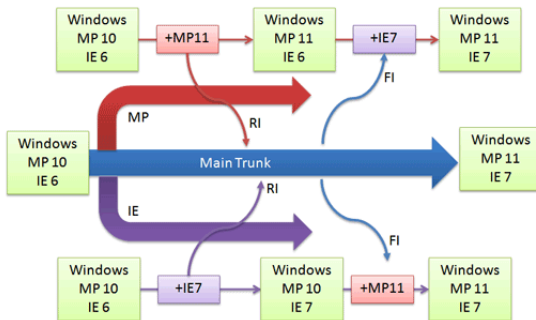 Windows
MP 10
IE 6
+MP11
Windows
MP 11
IE 6
+IE7
Windows
MP 11
IE 7
MP
RI
FI
Windows
MP 10
IE 6
Main Trunk
Windows
MP 11
IE 7
RI
IE
FI
Windows
MP 10
IE 6
+IE7
Windows
MP 10
IE 7
+MP11
Windows
MP 11
IE 7